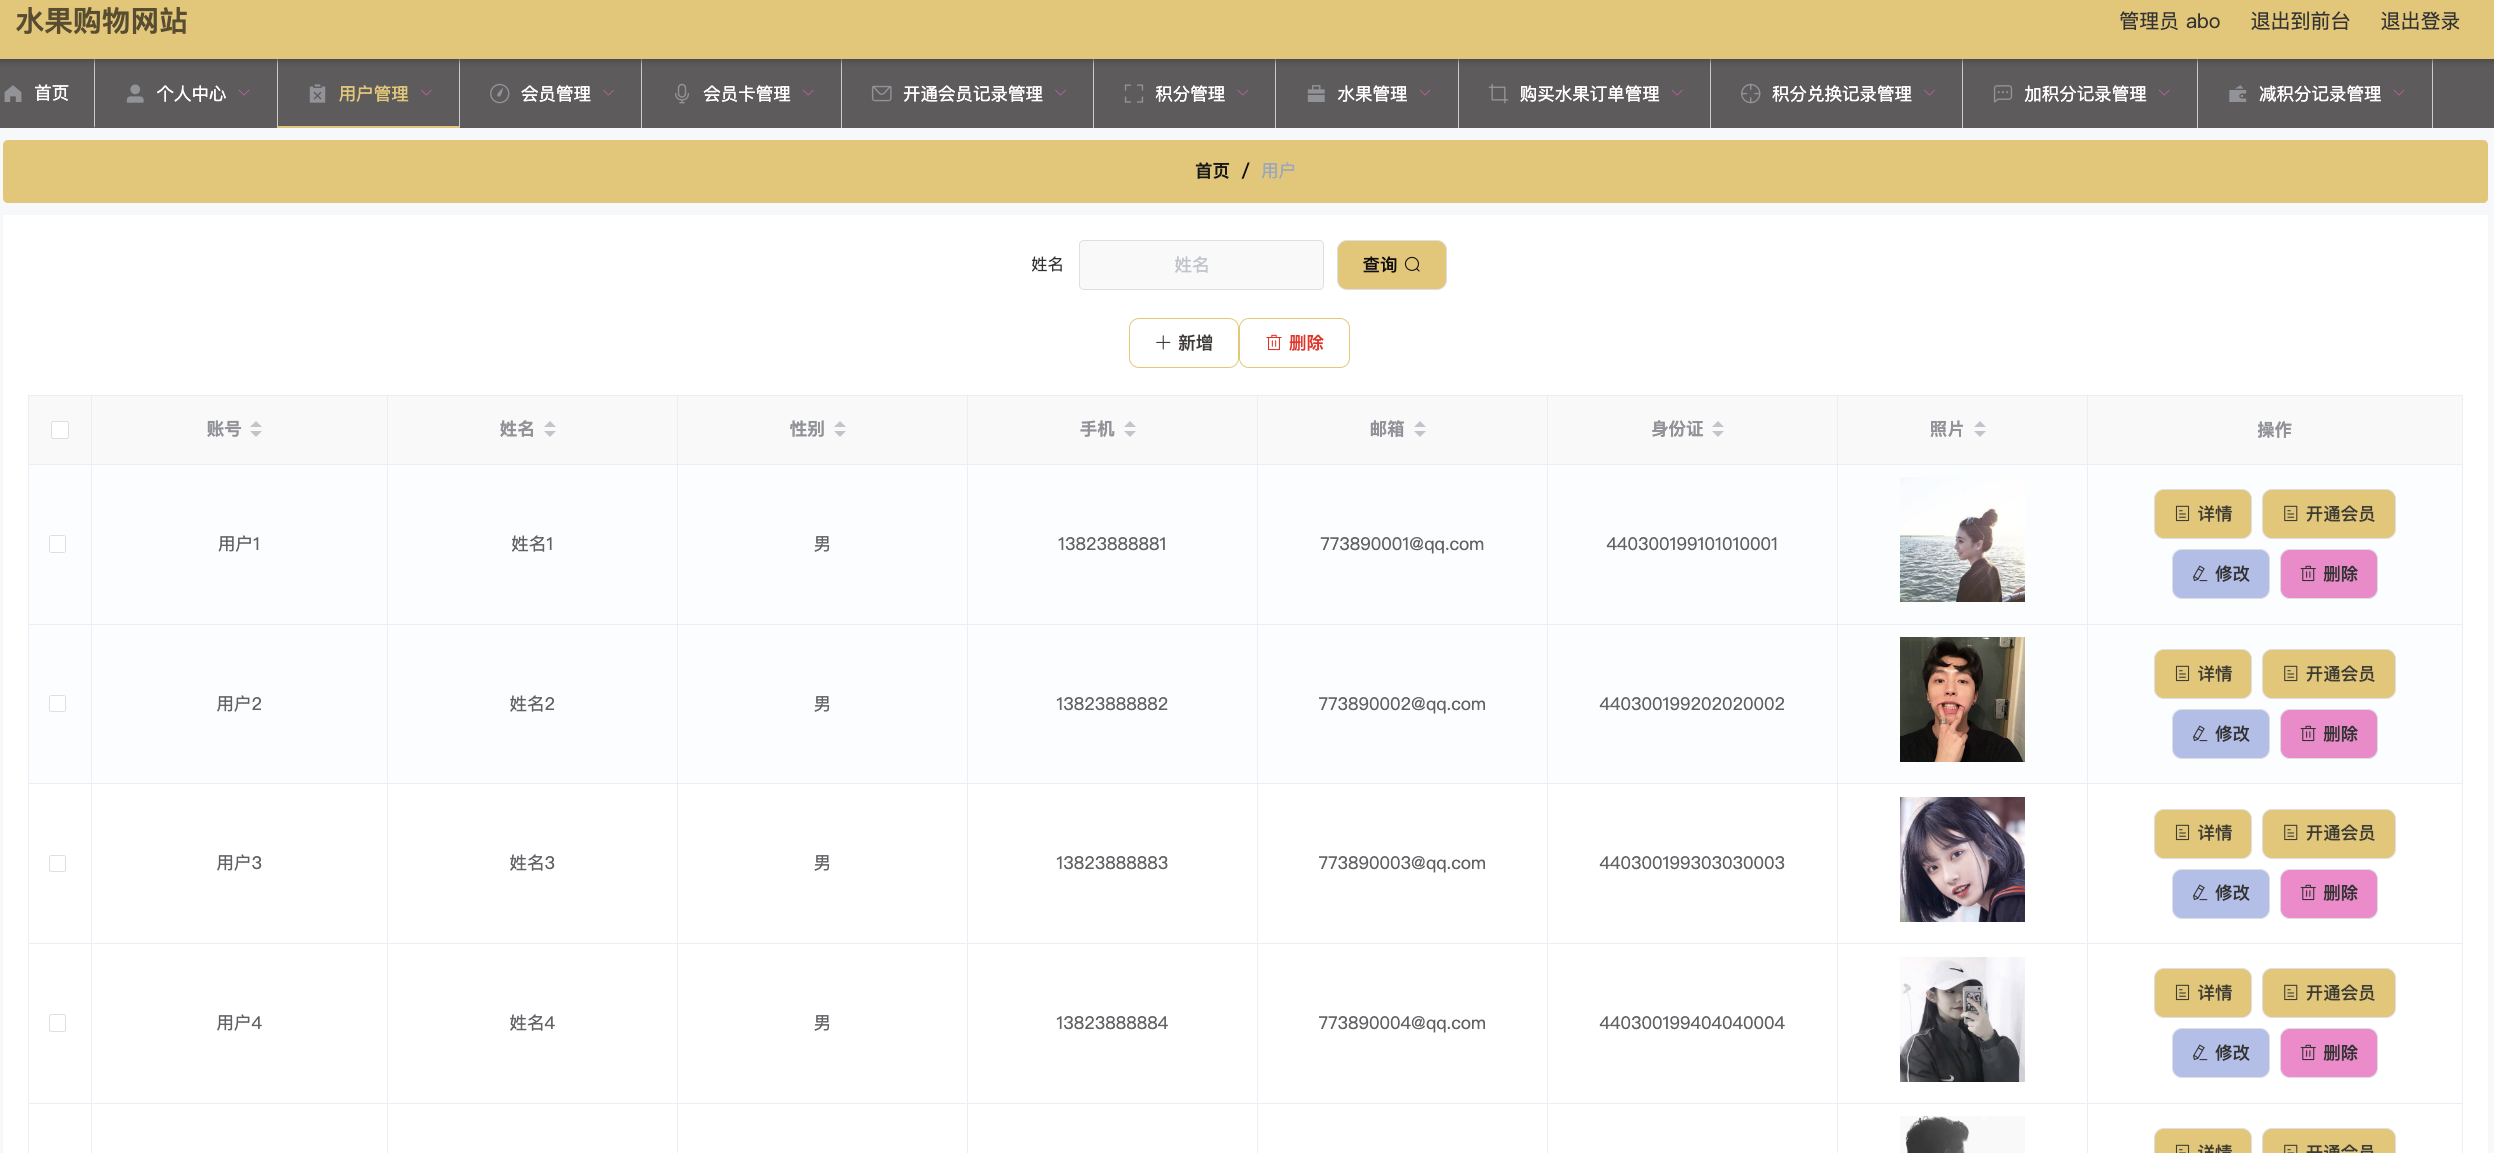 水果购物网站
管理员 abo 退出到前台 退出登录
首页 个人中心 用户管理 会员管理 会员卡管理 开通会员记录管理 积分管理 水果管理 购买水果订单管理 积分兑换记录管理 加积分记录管理 减积分记录管理
首页 / 用户
姓名 姓名 查询
新增 删除
账号 姓名 性别 手机 邮箱 身份证 照片 操作
用户1 姓名1 男 13823888881 773890001@qq.com 440300199101010001 详情 开通会员
修改 删除
用户2 姓名2 男 13823888882 773890002@qq.com 440300199202020002 详情 开通会员
修改 删除
用户3 姓名3 男 13823888883 773890003@qq.com 440300199303030003 详情 开通会员
修改 删除
用户4 姓名4 男 13823888884 773890004@qq.com 440300199404040004 详情 开通会员
修改 删除
详情 开通会员